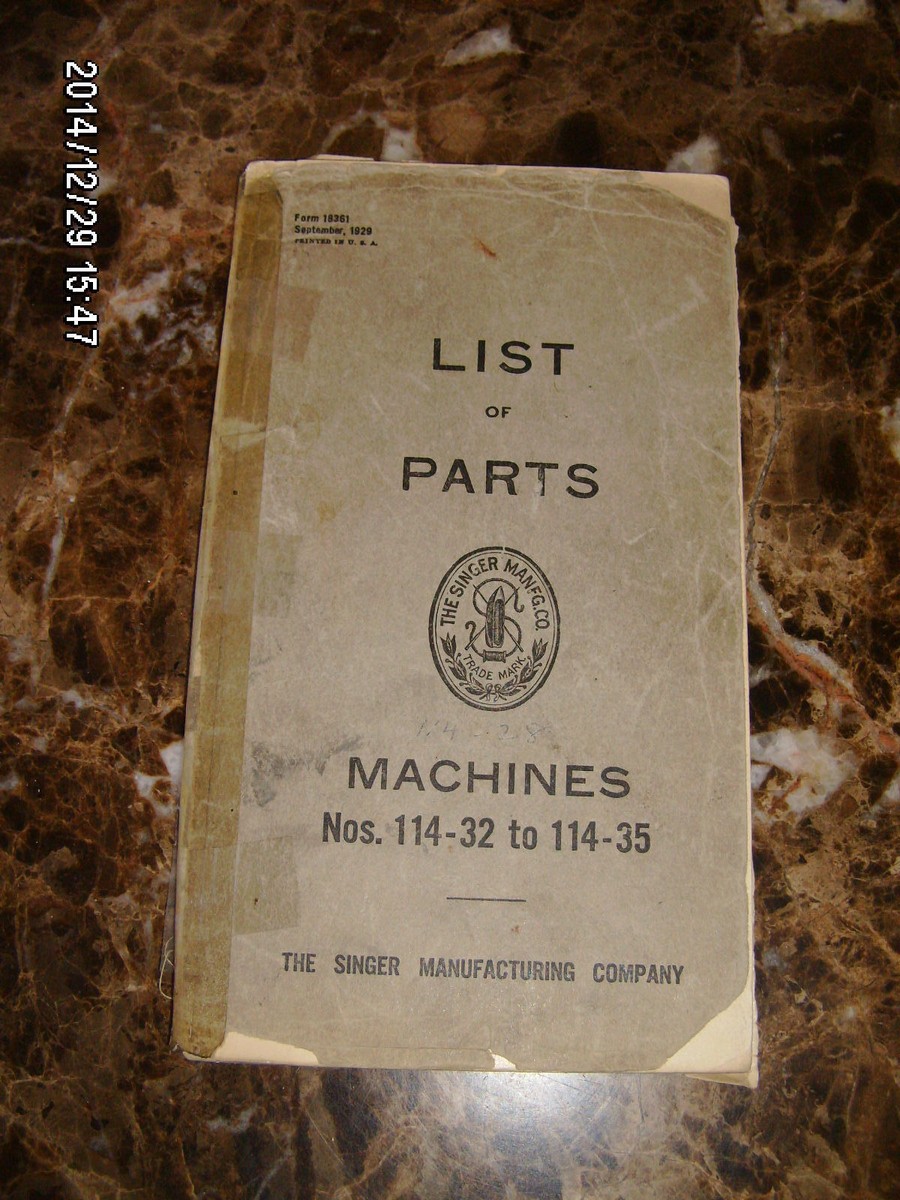 2014/12/29 15:47
Form 18361
September, 1929
PRINTED IN U. S. A.
LIST
OF
PARTS
THE SINGER MANFG. CO.
TRADE MARK
MACHINES
Nos. 114-32 to 114-35
THE SINGER MANUFACTURING COMPANY